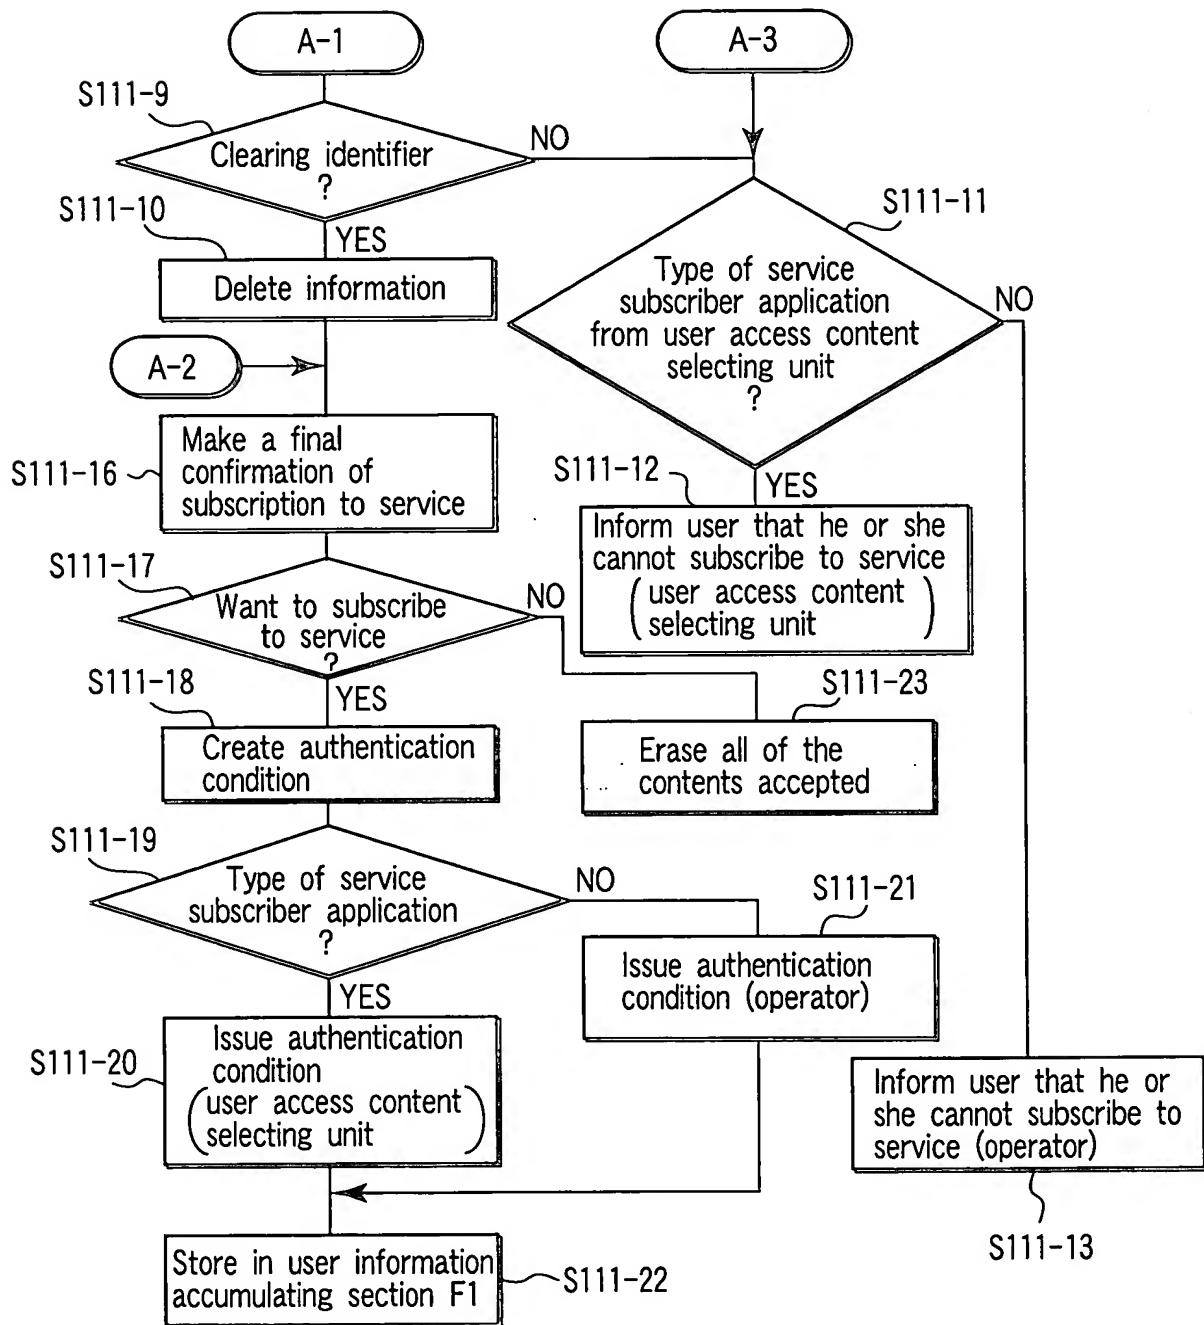 A-1
A-3
S111-9
Clearing identifier
?
NO
S111-10
YES
Delete information
S111-11
Type of service
subscriber application
from user access content
selecting unit
?
NO
A-2
Make a final
confirmation of
subscription to service
S111-16
S111-12
YES
Inform user that he or she
cannot subscribe to service
(user access content
selecting unit)
S111-17
Want to subscribe
to service
?
NO
S111-18
YES
Create authentication
condition
S111-23
Erase all of the
contents accepted
S111-19
Type of service
subscriber application
?
NO
S111-21
Issue authentication
condition (operator)
YES
S111-20
Issue authentication
condition
(user access content
selecting unit)
Inform user that he or
she cannot subscribe to
service (operator)
S111-13
Store in user information
accumulating section F1
S111-22